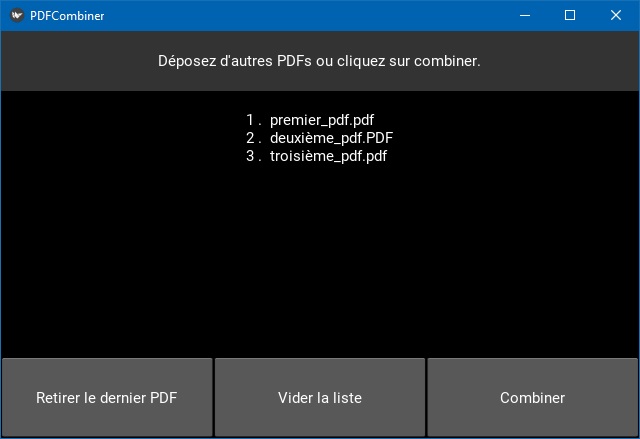 PDFCombiner
Déposez d'autres PDFs ou cliquez sur combiner.
1 . premier_pdf.pdf
2 . deuxième_pdf.PDF
3 . troisième_pdf.pdf
Retirer le dernier PDF
Vider la liste
Combiner